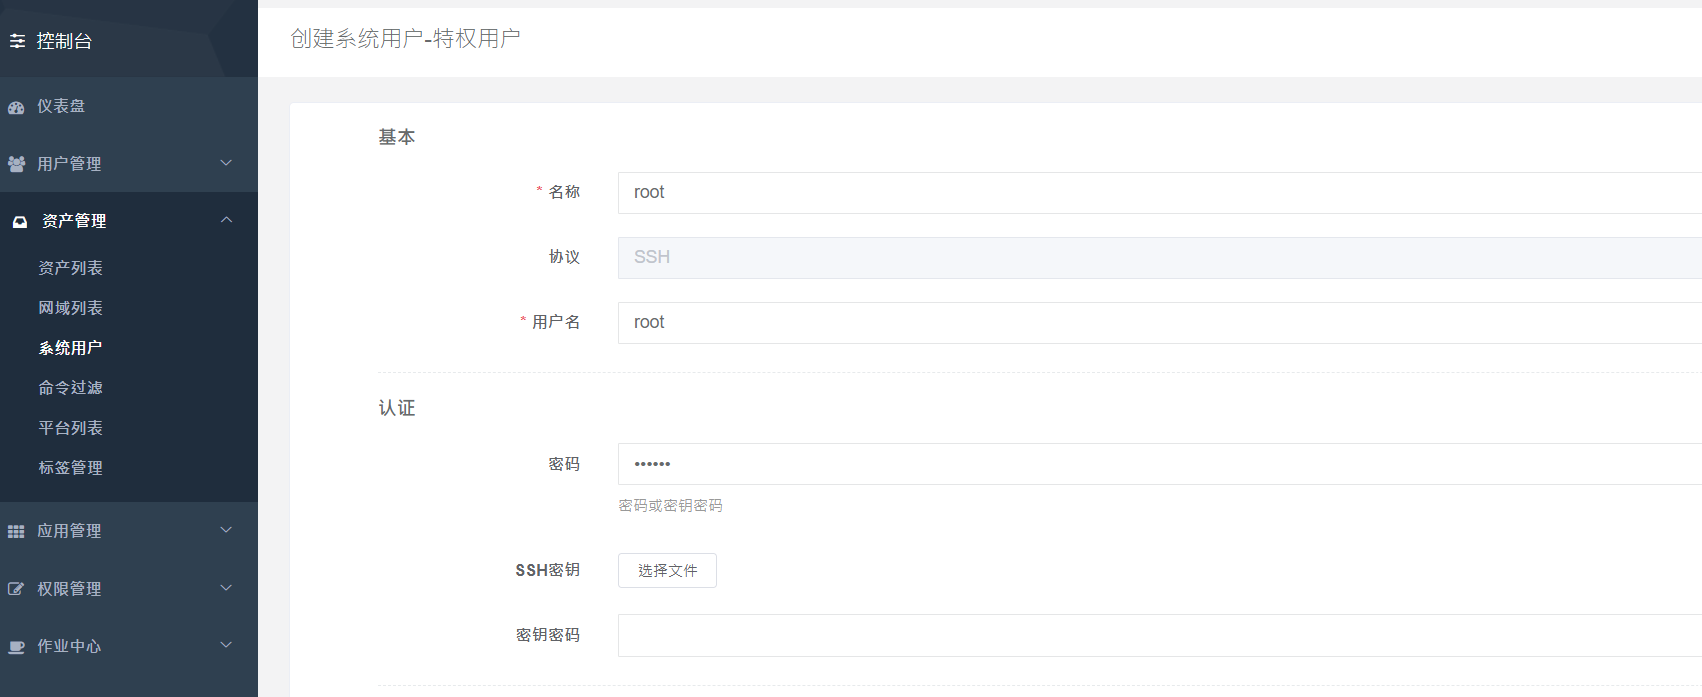 控制台
仪表盘
用户管理
资产管理
资产列表
网域列表
系统用户
命令过滤
平台列表
标签管理
应用管理
权限管理
作业中心
创建系统用户-特权用户
基本
* 名称 root
协议 SSH
* 用户名 root
认证
密码 ••••••
密码或密钥密码
SSH密钥 选择文件
密钥密码